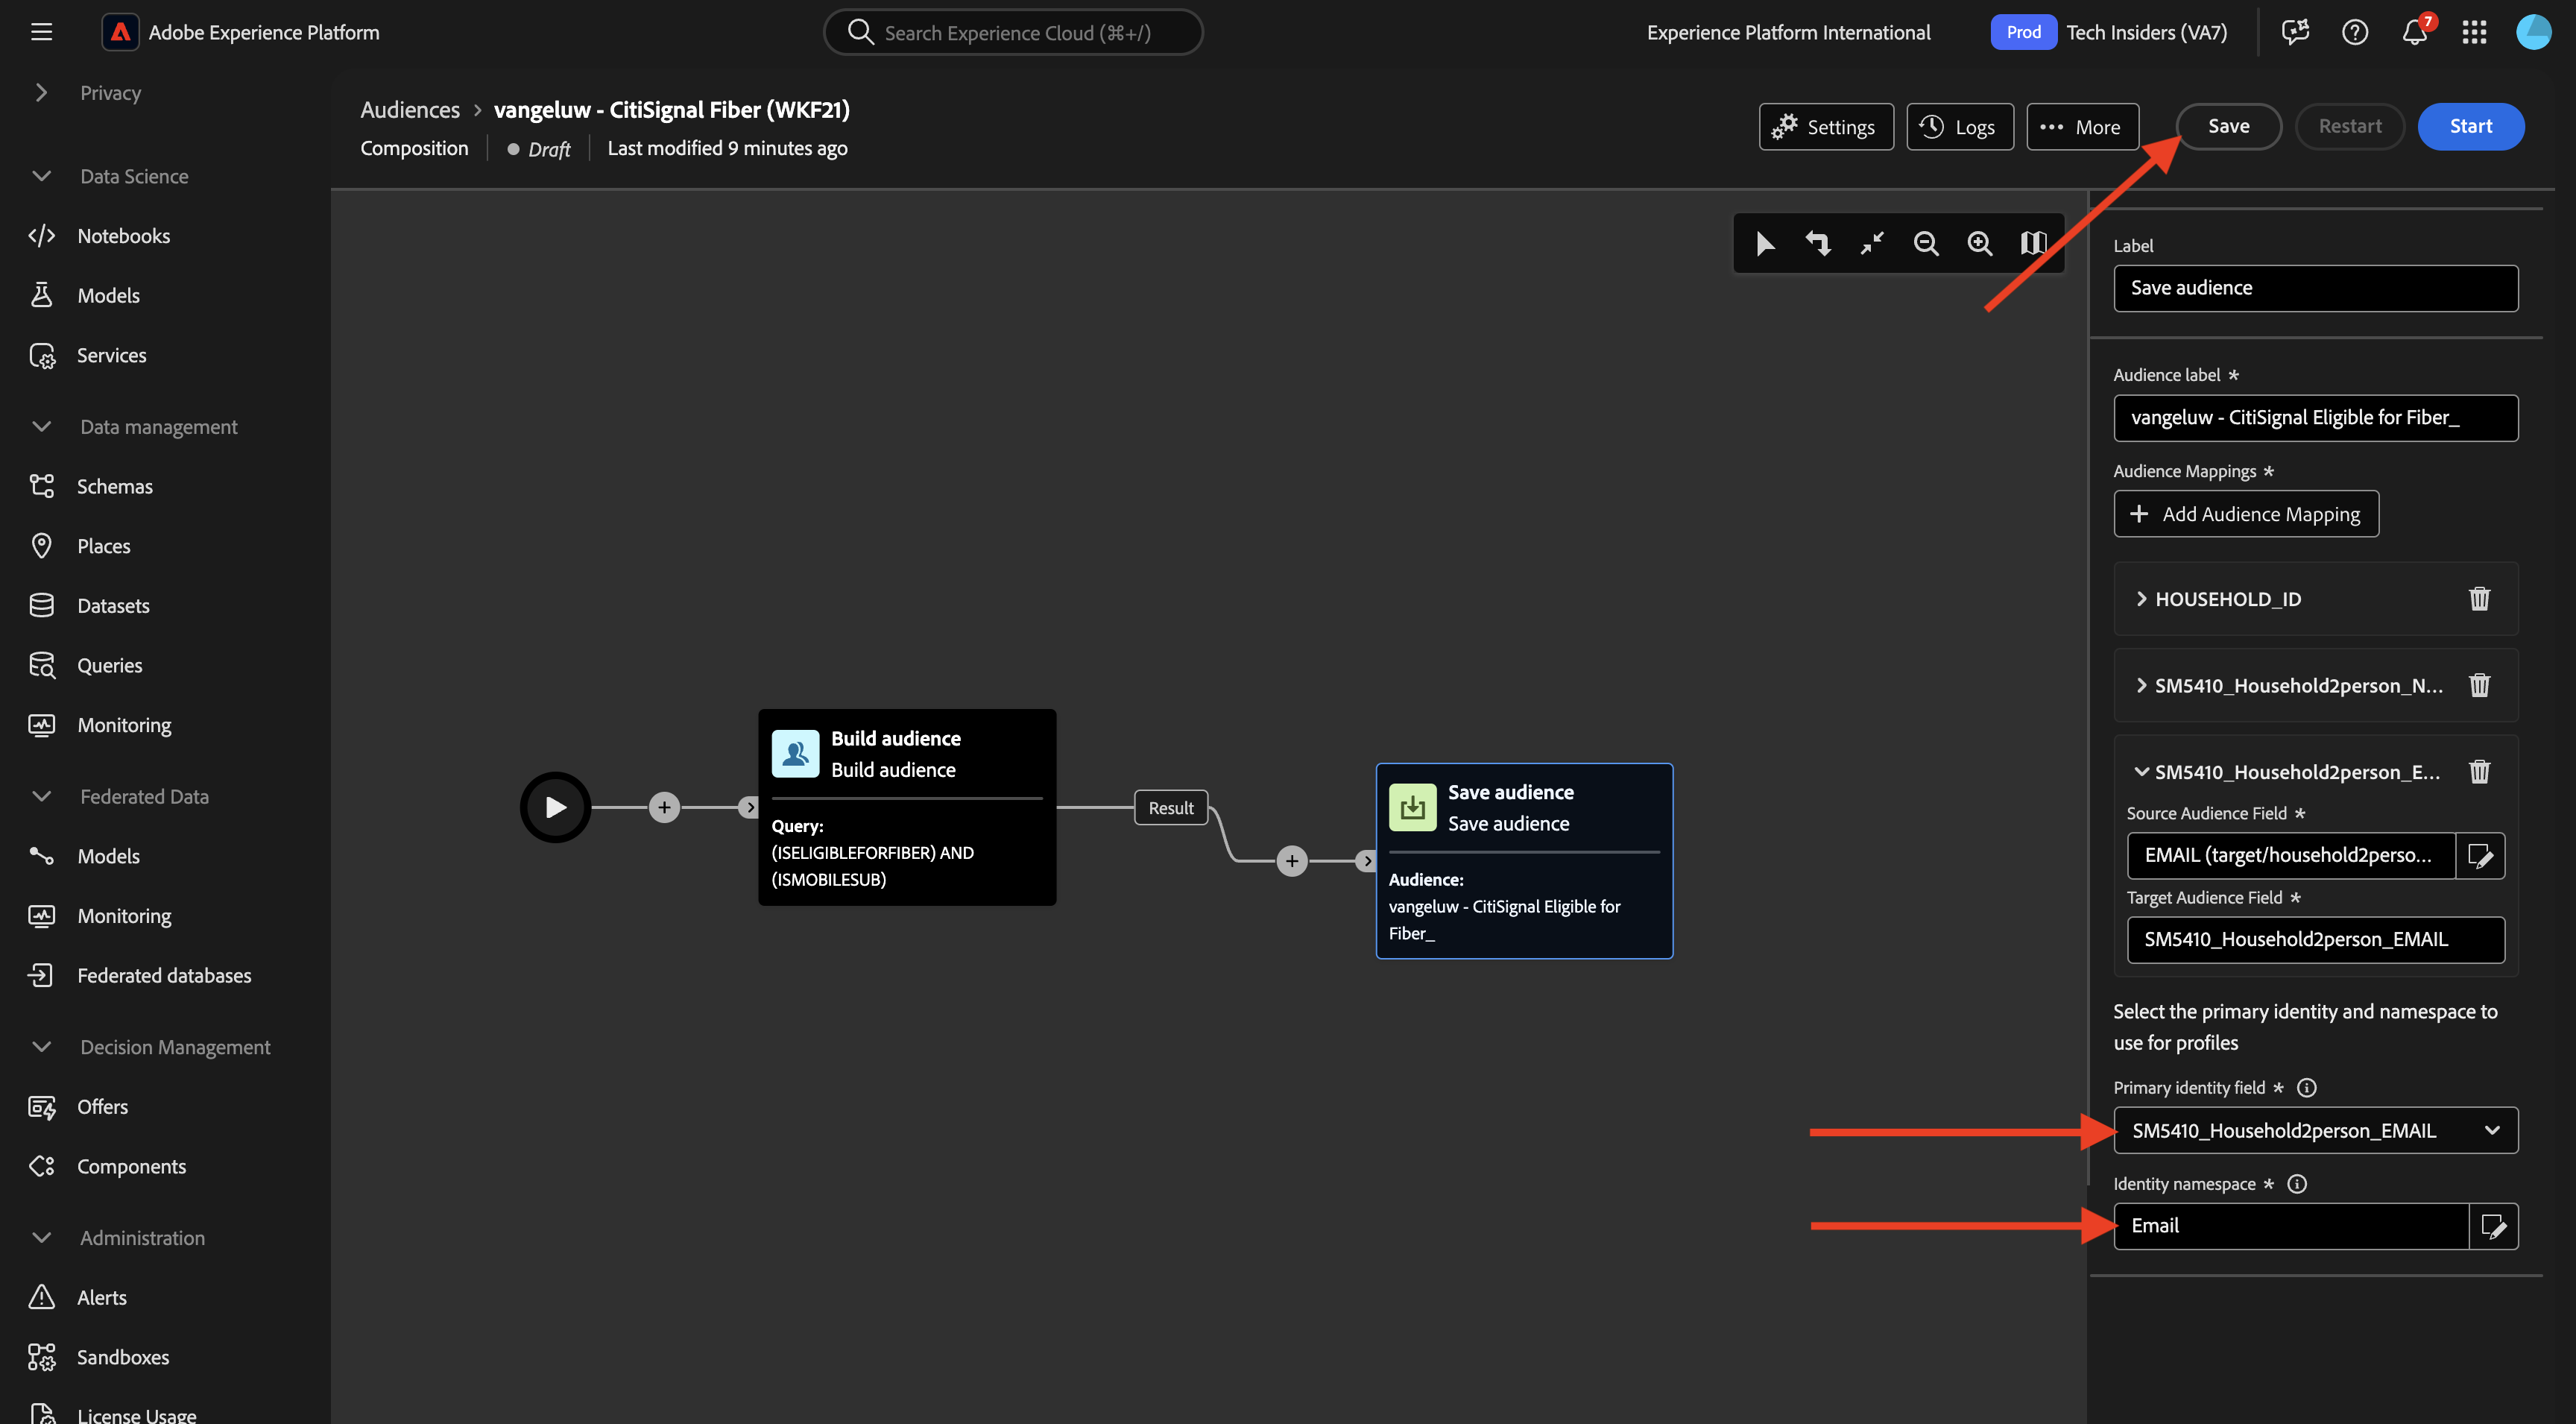 Adobe Experience Platform
Search Experience Cloud (⌘+/)
Experience Platform International
Prod
Tech Insiders (VA7)
7
Privacy
Data Science
Notebooks
Models
Services
Data management
Schemas
Places
Datasets
Queries
Monitoring
Federated Data
Models
Monitoring
Federated databases
Decision Management
Offers
Components
Administration
Alerts
Sandboxes
License Usage
Audiences > vangeluw - CitiSignal Fiber (WKF21)
Composition
Draft
Last modified 9 minutes ago
Settings
Logs
More
Save
Restart
Start
Build audience
Build audience
Query:
(ISELIGIBLEFORFIBER) AND
(ISMOBILESUB)
Result
Save audience
Save audience
Audience:
vangeluw - CitiSignal Eligible for
Fiber_
Label
Save audience
Audience label *
vangeluw - CitiSignal Eligible for Fiber_
Audience Mappings *
Add Audience Mapping
HOUSEHOLD_ID
SM5410_Household2person_N...
SM5410_Household2person_E...
Source Audience Field *
EMAIL (target/household2perso...
Target Audience Field *
SM5410_Household2person_EMAIL
Select the primary identity and namespace to
use for profiles
Primary identity field *
SM5410_Household2person_EMAIL
Identity namespace *
Email